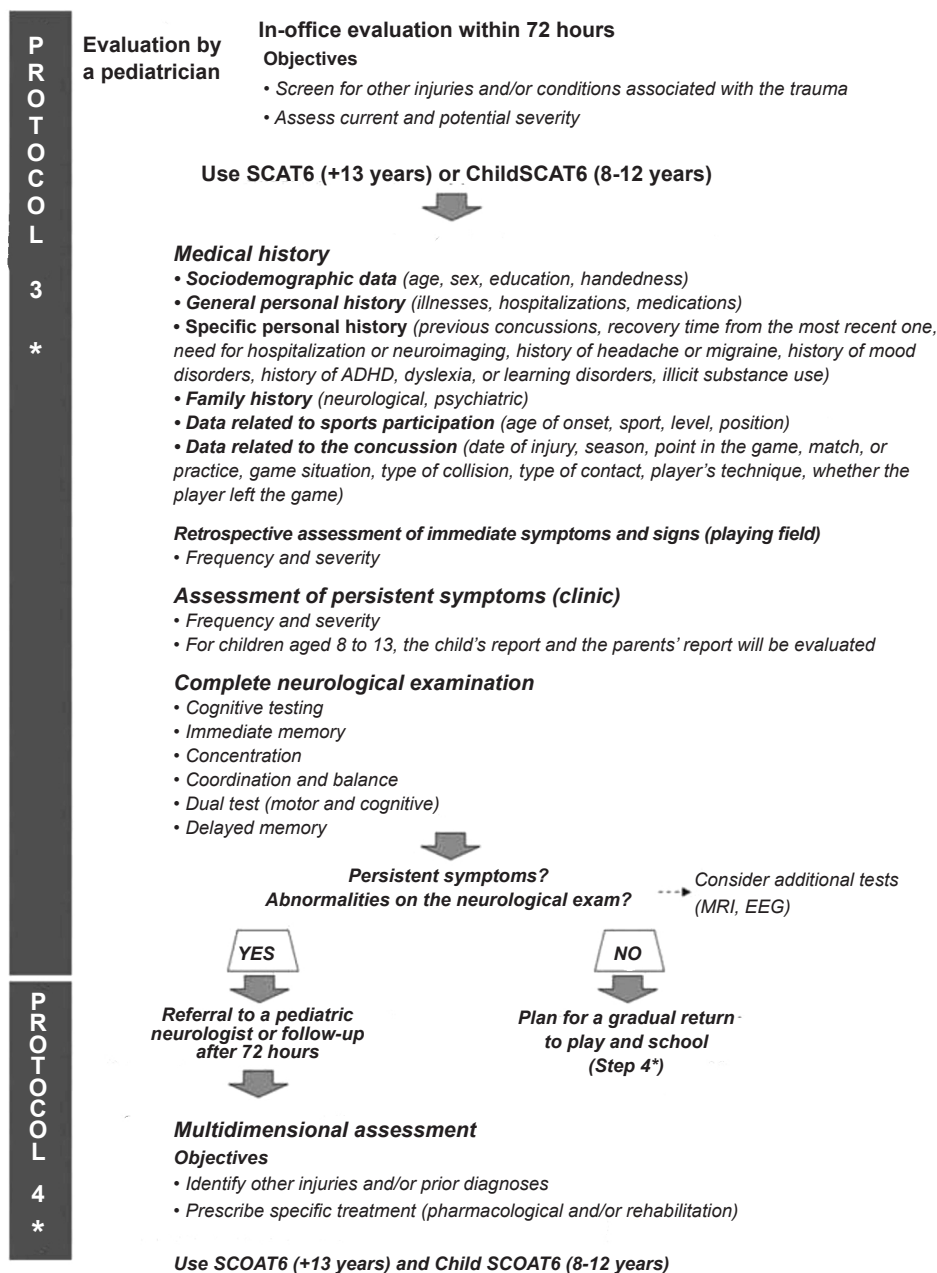 PROTOCOL 3 *
Evaluation by
a pediatrician
In-office evaluation within 72 hours
Objectives
• Screen for other injuries and/or conditions associated with the trauma
• Assess current and potential severity
Use SCAT6 (+13 years) or ChildSCAT6 (8-12 years)
Medical history
• Sociodemographic data (age, sex, education, handedness)
• General personal history (illnesses, hospitalizations, medications)
• Specific personal history (previous concussions, recovery time from the most recent one,
need for hospitalization or neuroimaging, history of headache or migraine, history of mood
disorders, history of ADHD, dyslexia, or learning disorders, illicit substance use)
• Family history (neurological, psychiatric)
• Data related to sports participation (age of onset, sport, level, position)
• Data related to the concussion (date of injury, season, point in the game, match, or
practice, game situation, type of collision, type of contact, player's technique, whether the
player left the game)
Retrospective assessment of immediate symptoms and signs (playing field)
• Frequency and severity
Assessment of persistent symptoms (clinic)
• Frequency and severity
• For children aged 8 to 13, the child's report and the parents' report will be evaluated
Complete neurological examination
• Cognitive testing
• Immediate memory
• Concentration
• Coordination and balance
• Dual test (motor and cognitive)
• Delayed memory
Persistent symptoms?
Abnormalities on the neurological exam?
Consider additional tests
(MRI, EEG)
YES
NO
Referral to a pediatric
neurologist or follow-up
after 72 hours
Plan for a gradual return
to play and school
(Step 4*)
PROTOCOL 4 *
Multidimensional assessment
Objectives
• Identify other injuries and/or prior diagnoses
• Prescribe specific treatment (pharmacological and/or rehabilitation)
Use SCOAT6 (+13 years) and Child SCOAT6 (8-12 years)